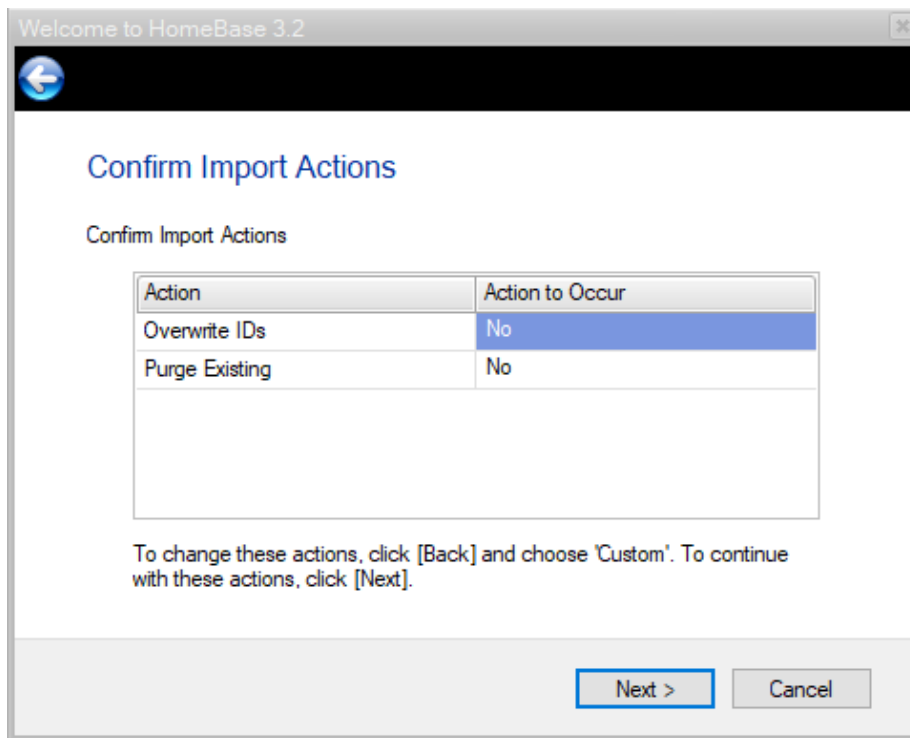 Welcome to HomeBase 3.2
Confirm Import Actions
Confirm Import Actions
Action Action to Occur
Overwrite IDs No
Purge Existing No
To change these actions, click [Back] and choose 'Custom'. To continue
with these actions, click [Next].
Next > Cancel